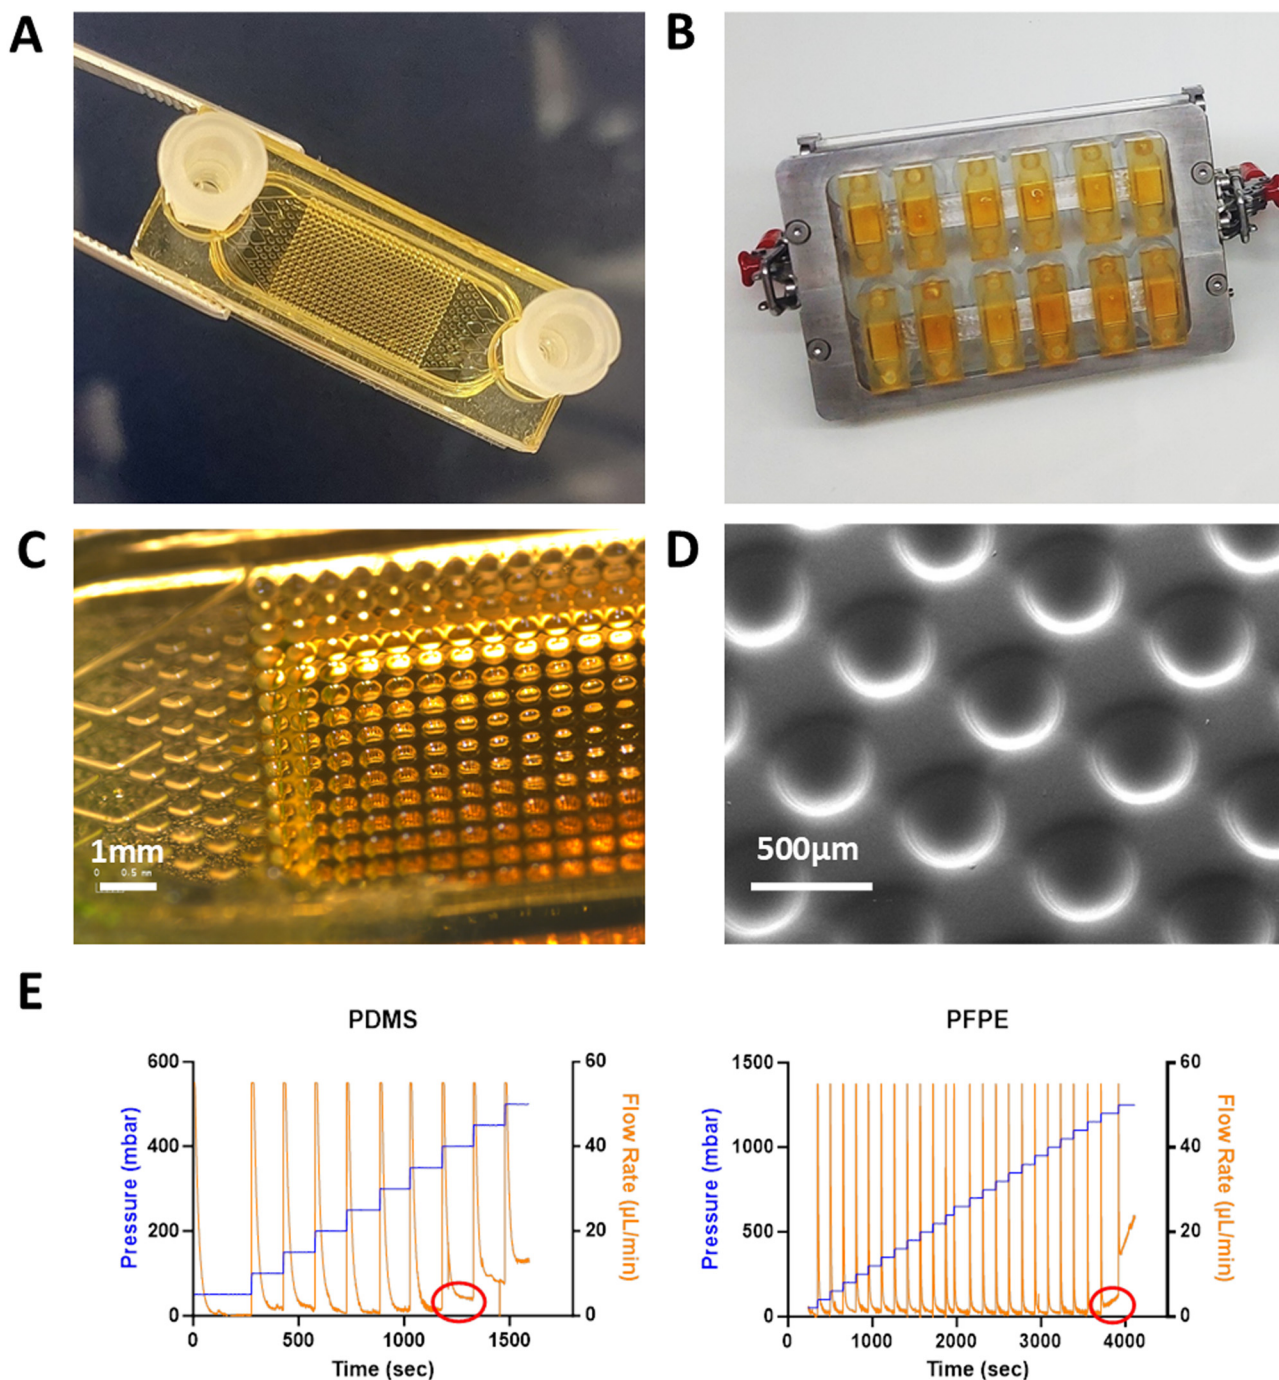 A
B
C
D
1mm
0 0.5 mm
500μm
E
PDMS
PFPE
600
400
200
0
60
40
20
0
1500
1000
500
0
60
40
20
0
Pressure (mbar)
Flow Rate (μL/min)
Pressure (mbar)
Flow Rate (μL/min)
0
500
1000
1500
0
1000
2000
3000
4000
Time (sec)
Time (sec)